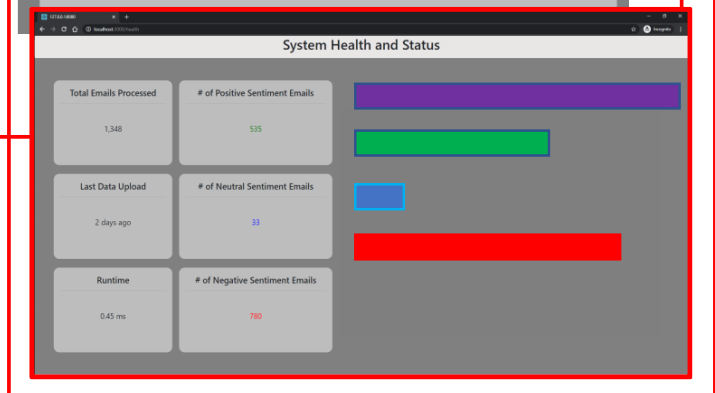 System Health and Status
Total Emails Processed
1,348
# of Positive Sentiment Emails
535
Last Data Upload
2 days ago
# of Neutral Sentiment Emails
33
Runtime
0.45 ms
# of Negative Sentiment Emails
780
Incognito